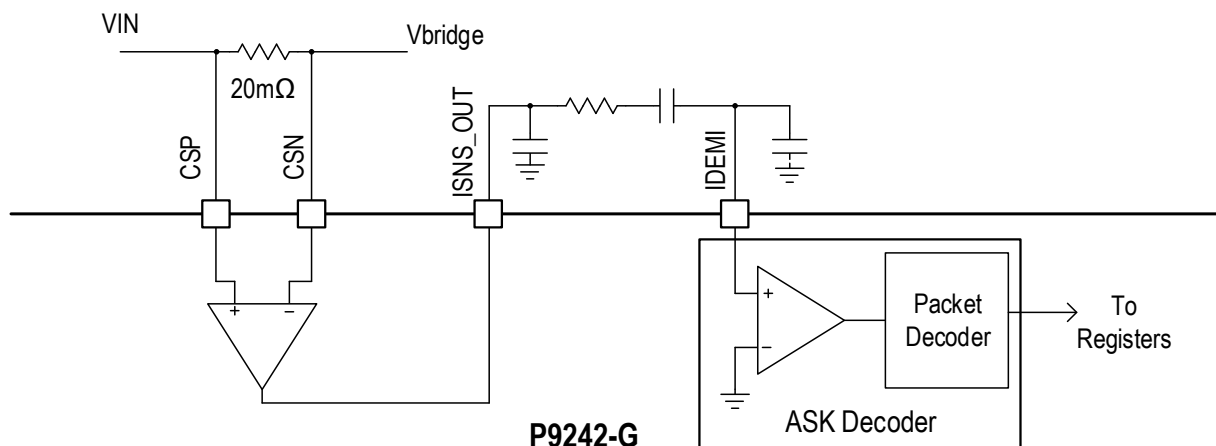 VIN
Vbridge
20mΩ
CSP
CSN
ISNS_OUT
IDEMI
+
−
+
−
Packet
Decoder
To
Registers
ASK Decoder
P9242-G